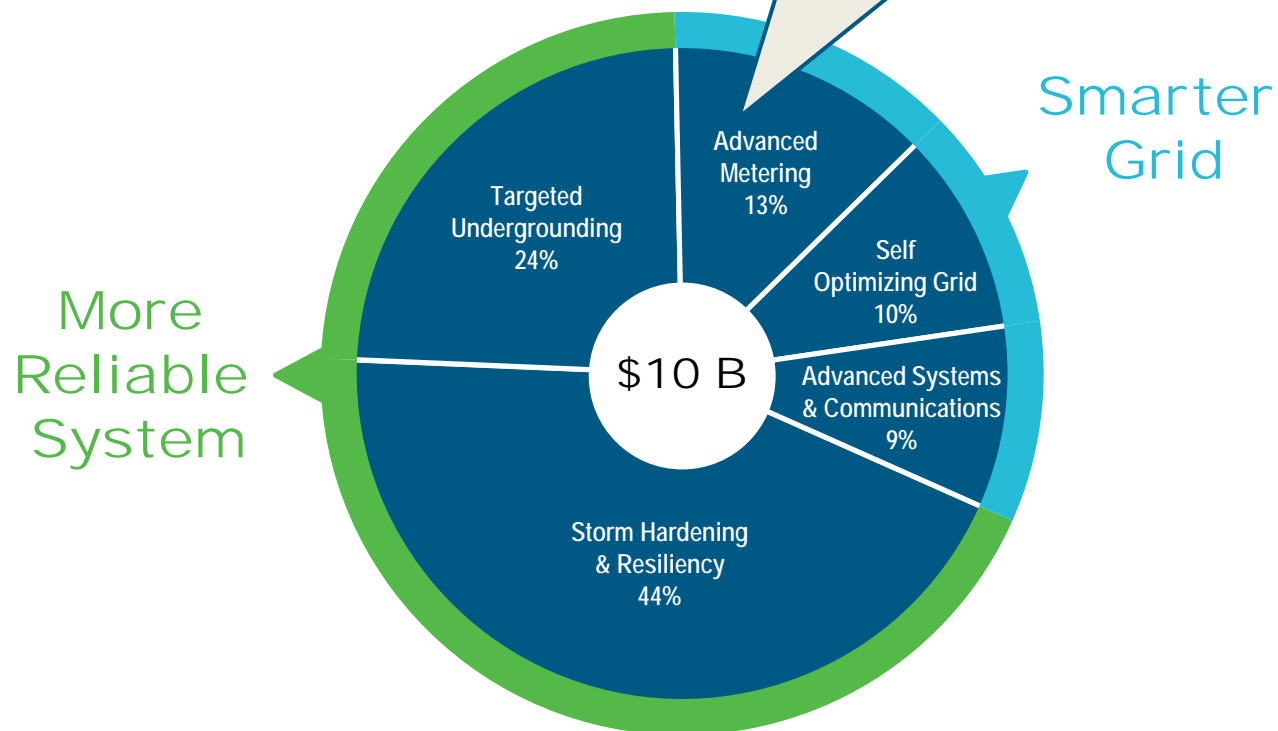 Smarter
Grid
Advanced
Metering
13%
Targeted
Undergrounding
24%
Self
Optimizing Grid
10%
More
Reliable
System
$10 B
Advanced Systems
& Communications
9%
Storm Hardening
& Resiliency
44%